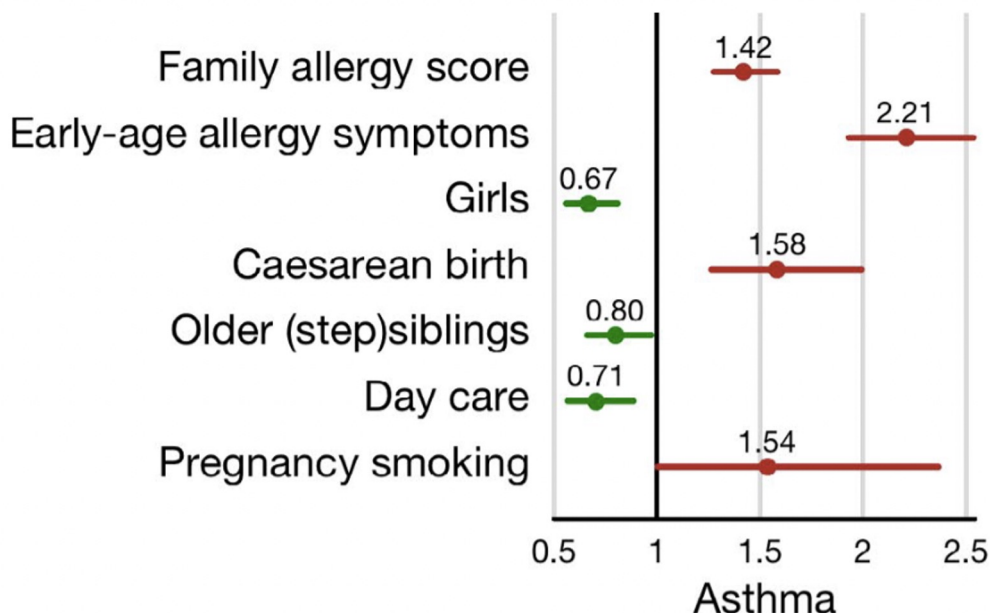 1.42
Family allergy score
2.21
Early-age allergy symptoms
0.67
Girls
1.58
Caesarean birth
0.80
Older (step)siblings
0.71
Day care
1.54
Pregnancy smoking
0.5 1 1.5 2 2.5
Asthma